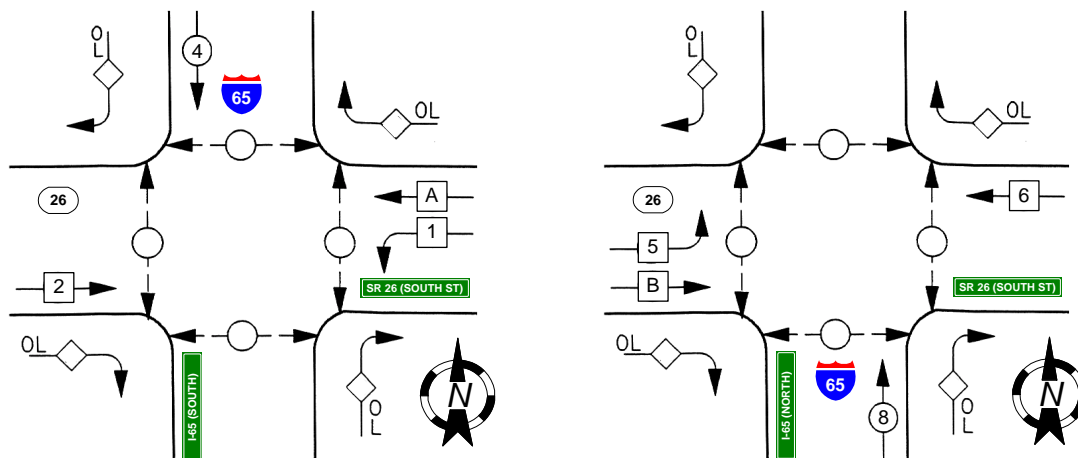 OL
4
65
OL
26
A
1
2
SR 26 (SOUTH ST)
OL
I-65 (SOUTH)
OL
N
OL
OL
26
6
5
B
SR 26 (SOUTH ST)
OL
I-65 (NORTH)
65
8
OL
N